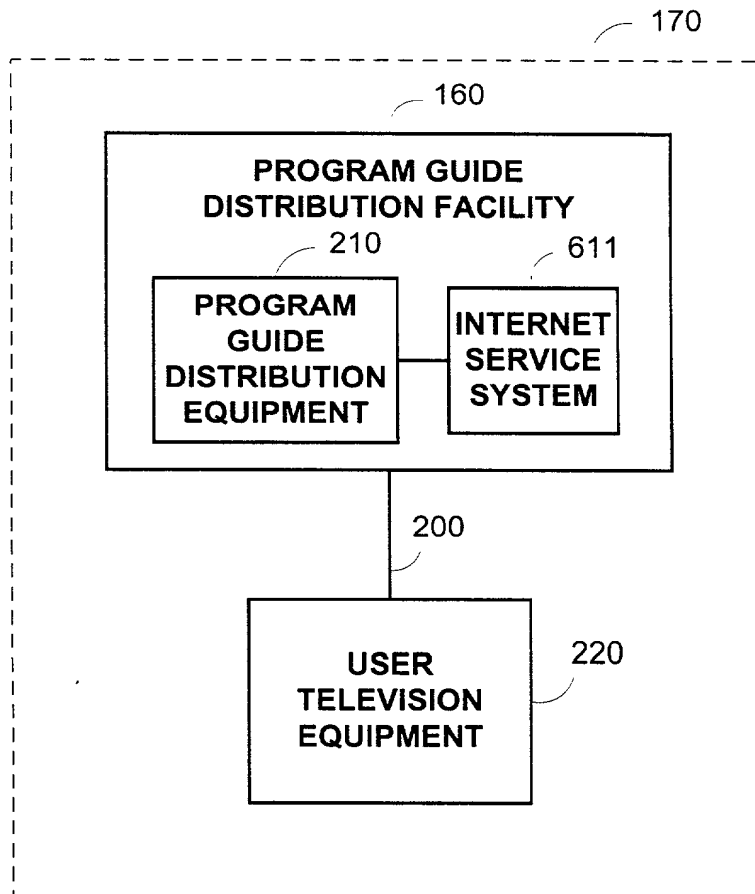 170
160
PROGRAM GUIDE
DISTRIBUTION FACILITY
210
611
PROGRAM
GUIDE
DISTRIBUTION
EQUIPMENT
INTERNET
SERVICE
SYSTEM
200
USER
TELEVISION
EQUIPMENT
220